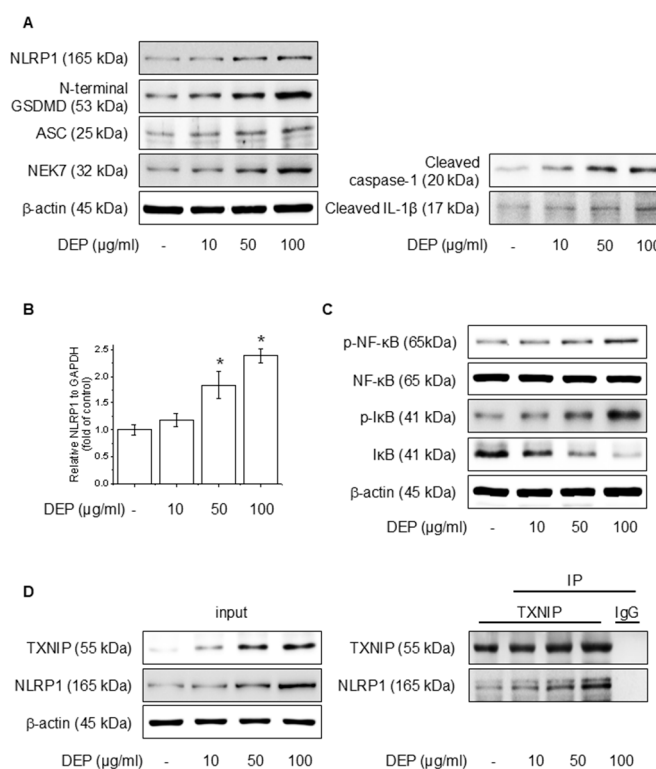 A
NLRP1 (165 kDa)
N-terminal
GSDMD (53 kDa)
ASC (25 kDa)
NEK7 (32 kDa)
β-actin (45 kDa)
DEP (µg/ml) - 10 50 100
Cleaved
caspase-1 (20 kDa)
Cleaved IL-1β (17 kDa)
DEP (µg/ml) - 10 50 100
B
Relative NLRP1 to GAPDH
(fold of control)
2.5
2.0
1.5
1.0
0.5
0.0
* *
DEP (µg/ml) - 10 50 100
C
p-NF-κB (65kDa)
NF-κB (65 kDa)
p-IκB (41 kDa)
IκB (41 kDa)
β-actin (45 kDa)
DEP (µg/ml) - 10 50 100
D
input
TXNIP (55 kDa)
NLRP1 (165 kDa)
β-actin (45 kDa)
DEP (µg/ml) - 10 50 100
IP
TXNIP IgG
TXNIP (55 kDa)
NLRP1 (165 kDa)
DEP (µg/ml) - 10 50 100